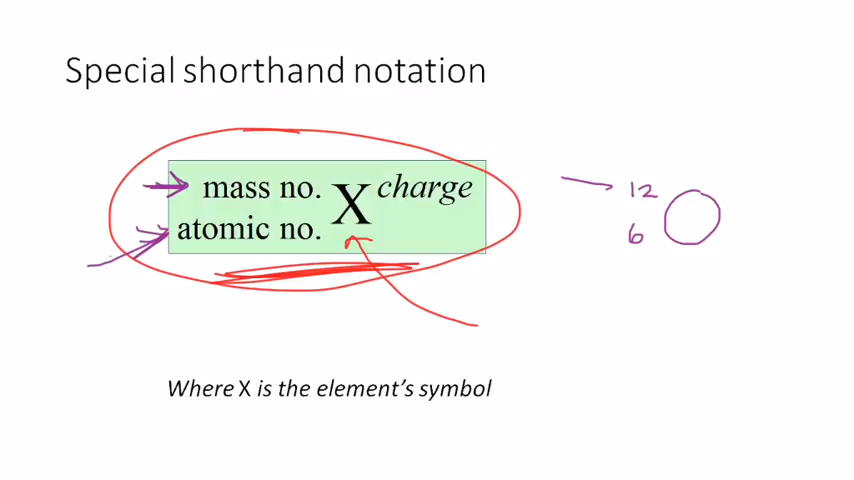 Special shorthand notation
mass no. X charge
atomic no.
12
6
Where X is the element's symbol